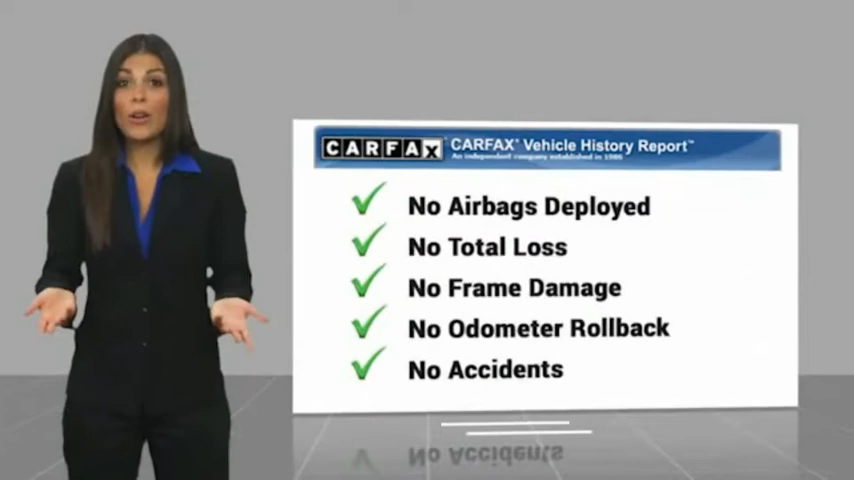 CARFAX
CARFAX® Vehicle History Report™
An independent company established in 1986
No Airbags Deployed
No Total Loss
No Frame Damage
No Odometer Rollback
No Accidents
No Accidents